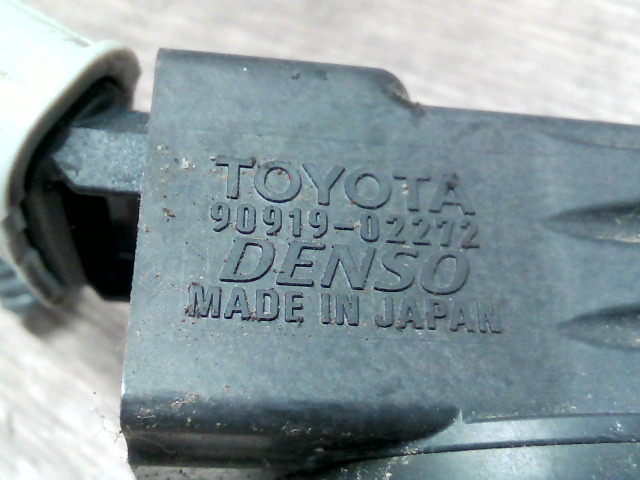 TOYOTA
90919-02272
DENSO
MADE IN JAPAN